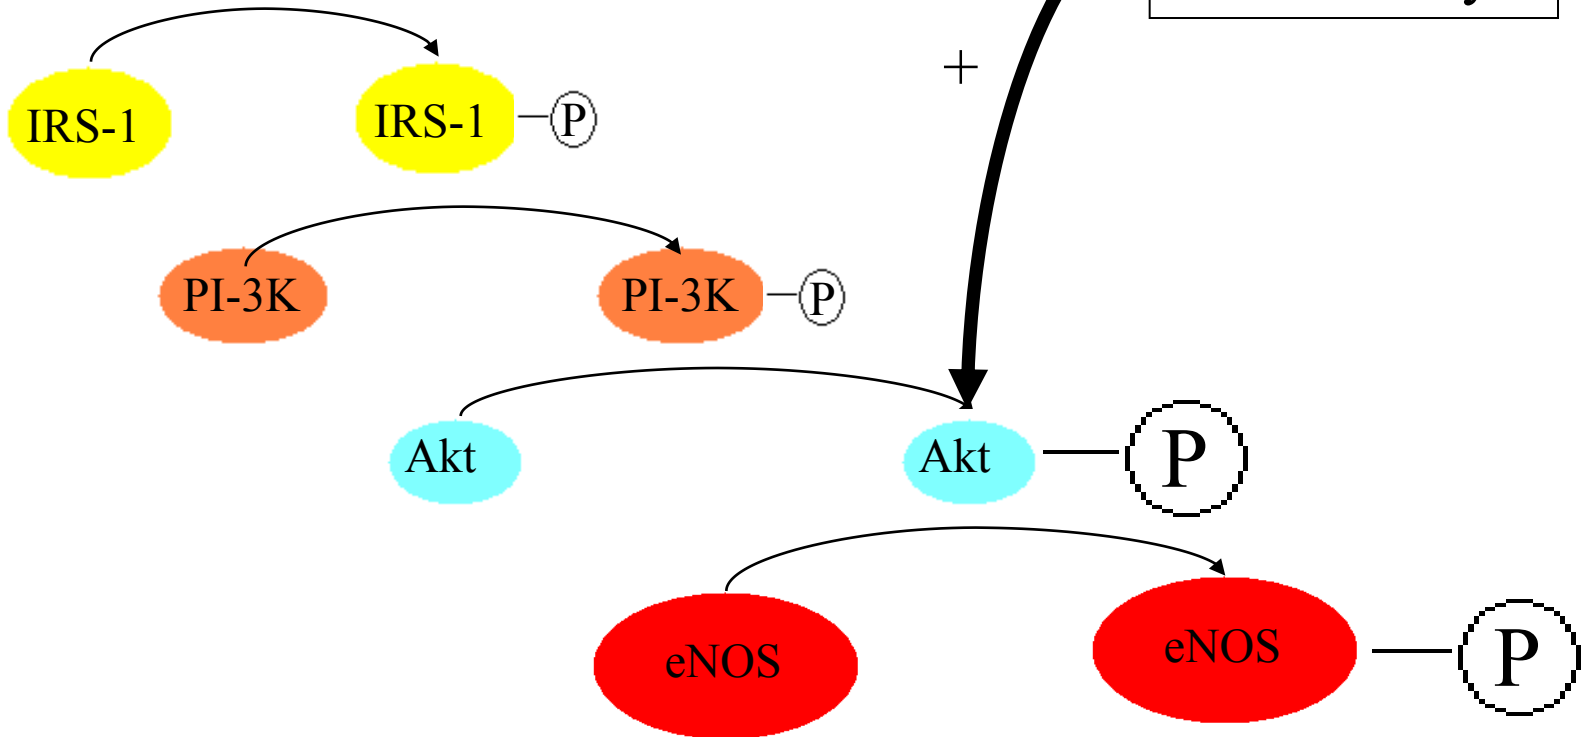 +
IRS-1
IRS-1 P
PI-3K
PI-3K P
Akt
Akt P
eNOS
eNOS P